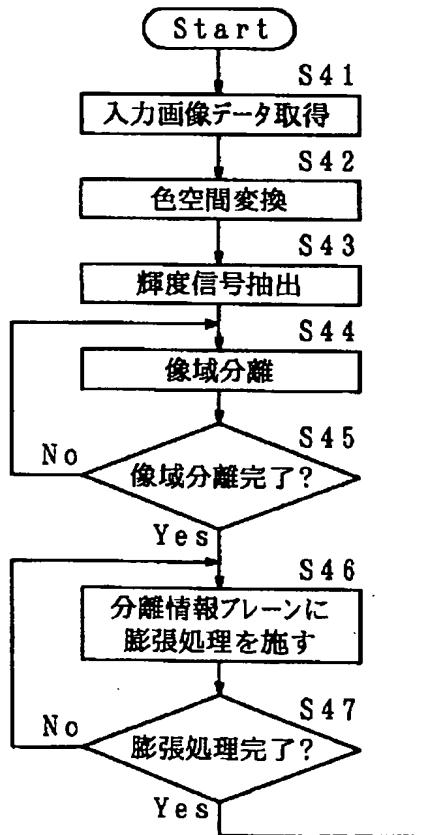 Start
S41
入力画像データ取得
S42
色空間変換
S43
輝度信号抽出
S44
像域分離
S45
像域分離完了?
No
Yes
S46
分離情報プレーンに
膨張処理を施す
S47
膨張処理完了?
No
Yes